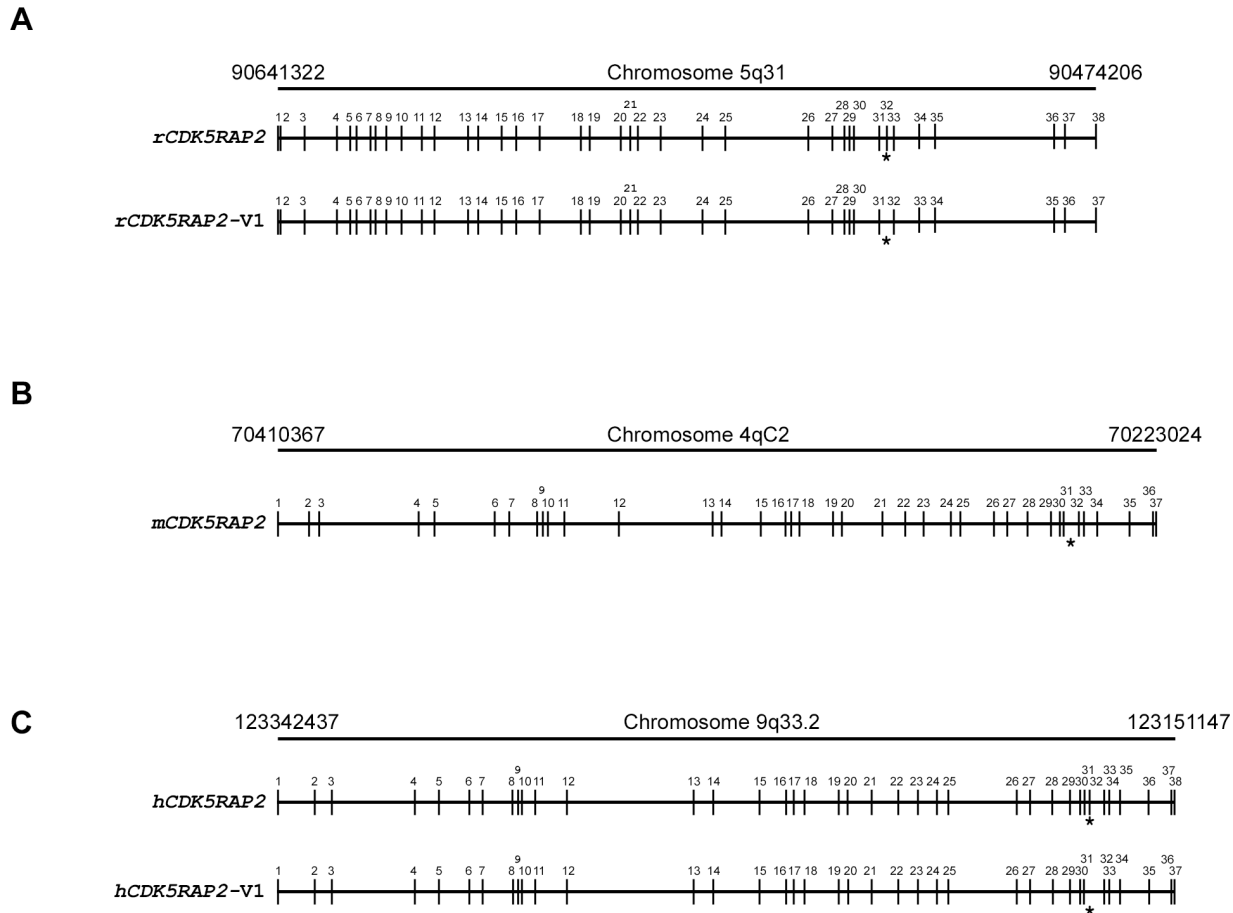 A
90641322 Chromosome 5q31 90474206
21 28 30 32
1 2 3 4 5 6 7 8 9 10 11 12 13 14 15 16 17 18 19 20 22 23 24 25 26 27 29 31 33 34 35 36 37 38
rCDK5RAP2
*
21 28 30
1 2 3 4 5 6 7 8 9 10 11 12 13 14 15 16 17 18 19 20 22 23 24 25 26 27 29 31 32 33 34 35 36 37
rCDK5RAP2-V1
*
B
70410367 Chromosome 4qC2 70223024
9 31 33 36
1 2 3 4 5 6 7 8 10 11 12 13 14 15 16 17 18 19 20 21 22 23 24 25 26 27 28 29 30 32 34 35 37
mCDK5RAP2
*
C
123342437 Chromosome 9q33.2 123151147
9 31 33 35 37
1 2 3 4 5 6 7 8 10 11 12 13 14 15 16 17 18 19 20 21 22 23 24 25 26 27 28 29 30 32 34 36 38
hCDK5RAP2
*
9 31 32 34 36
1 2 3 4 5 6 7 8 10 11 12 13 14 15 16 17 18 19 20 21 22 23 24 25 26 27 28 29 30 33 35 37
hCDK5RAP2-V1
*